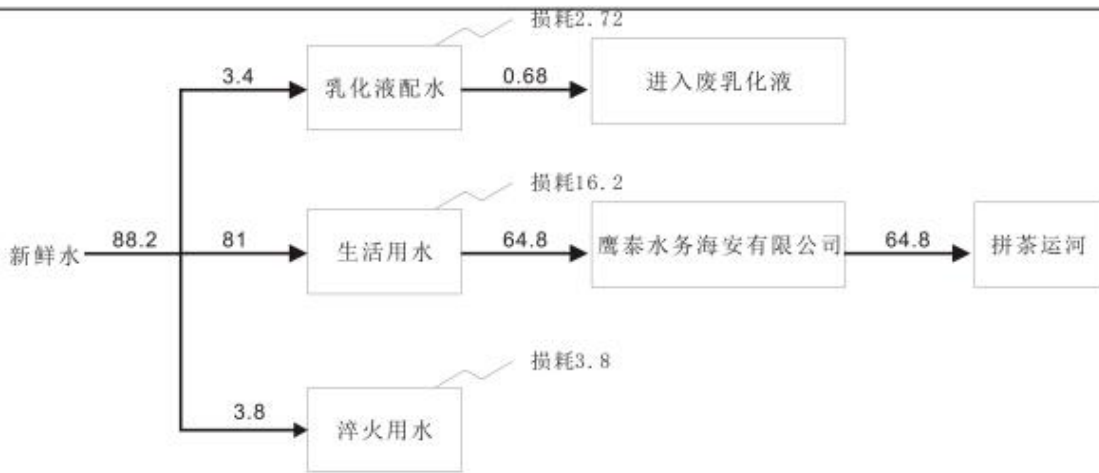 损耗2.72
3.4
乳化液配水
0.68
进入废乳化液
损耗16.2
新鲜水
88.2
81
生活用水
64.8
鹰泰水务海安有限公司
64.8
拼茶运河
损耗3.8
3.8
淬火用水